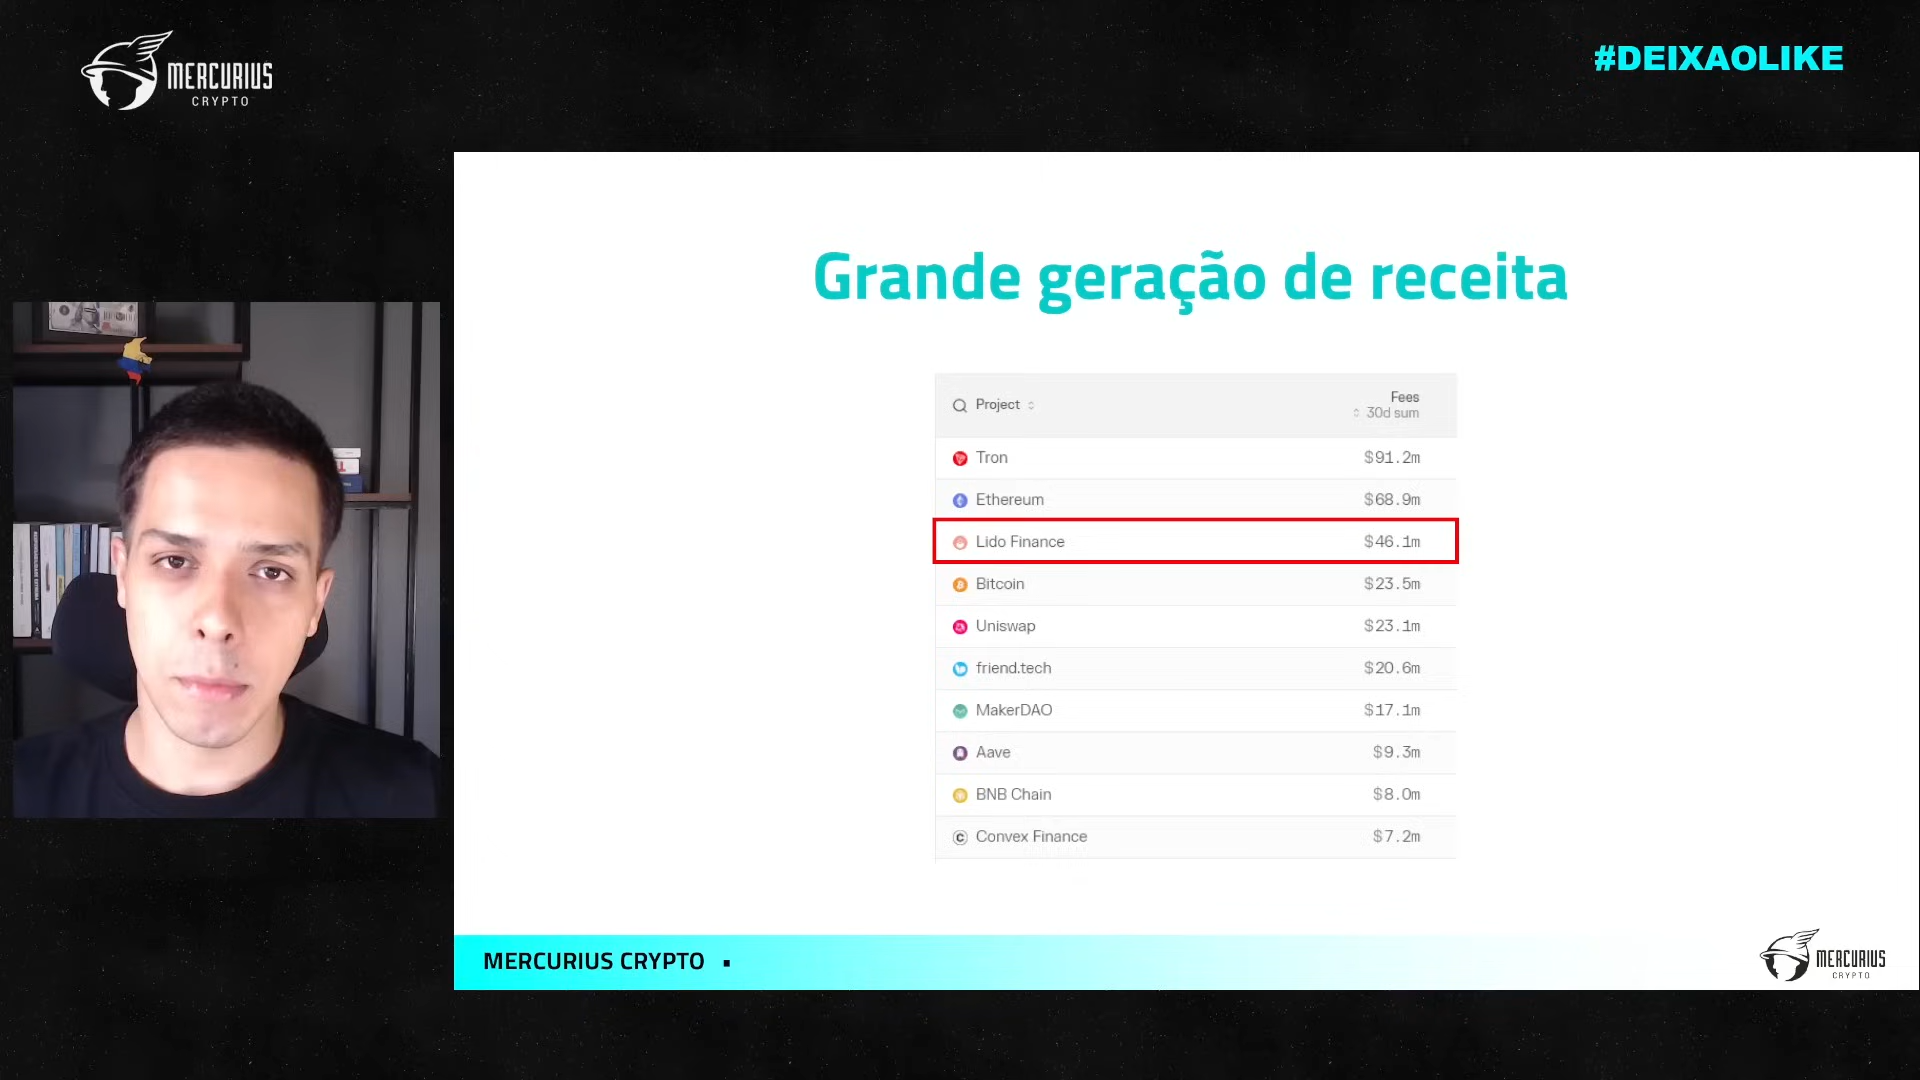 MERCURIUS
CRYPTO
#DEIXAOLIKE
Grande geração de receita
Project
Fees
30d sum
Tron $91.2m
Ethereum $68.9m
Lido Finance $46.1m
Bitcoin $23.5m
Uniswap $23.1m
friend.tech $20.6m
MakerDAO $17.1m
Aave $9.3m
BNB Chain $8.0m
Convex Finance $7.2m
MERCURIUS CRYPTO ▪
MERCURIUS
CRYPTO